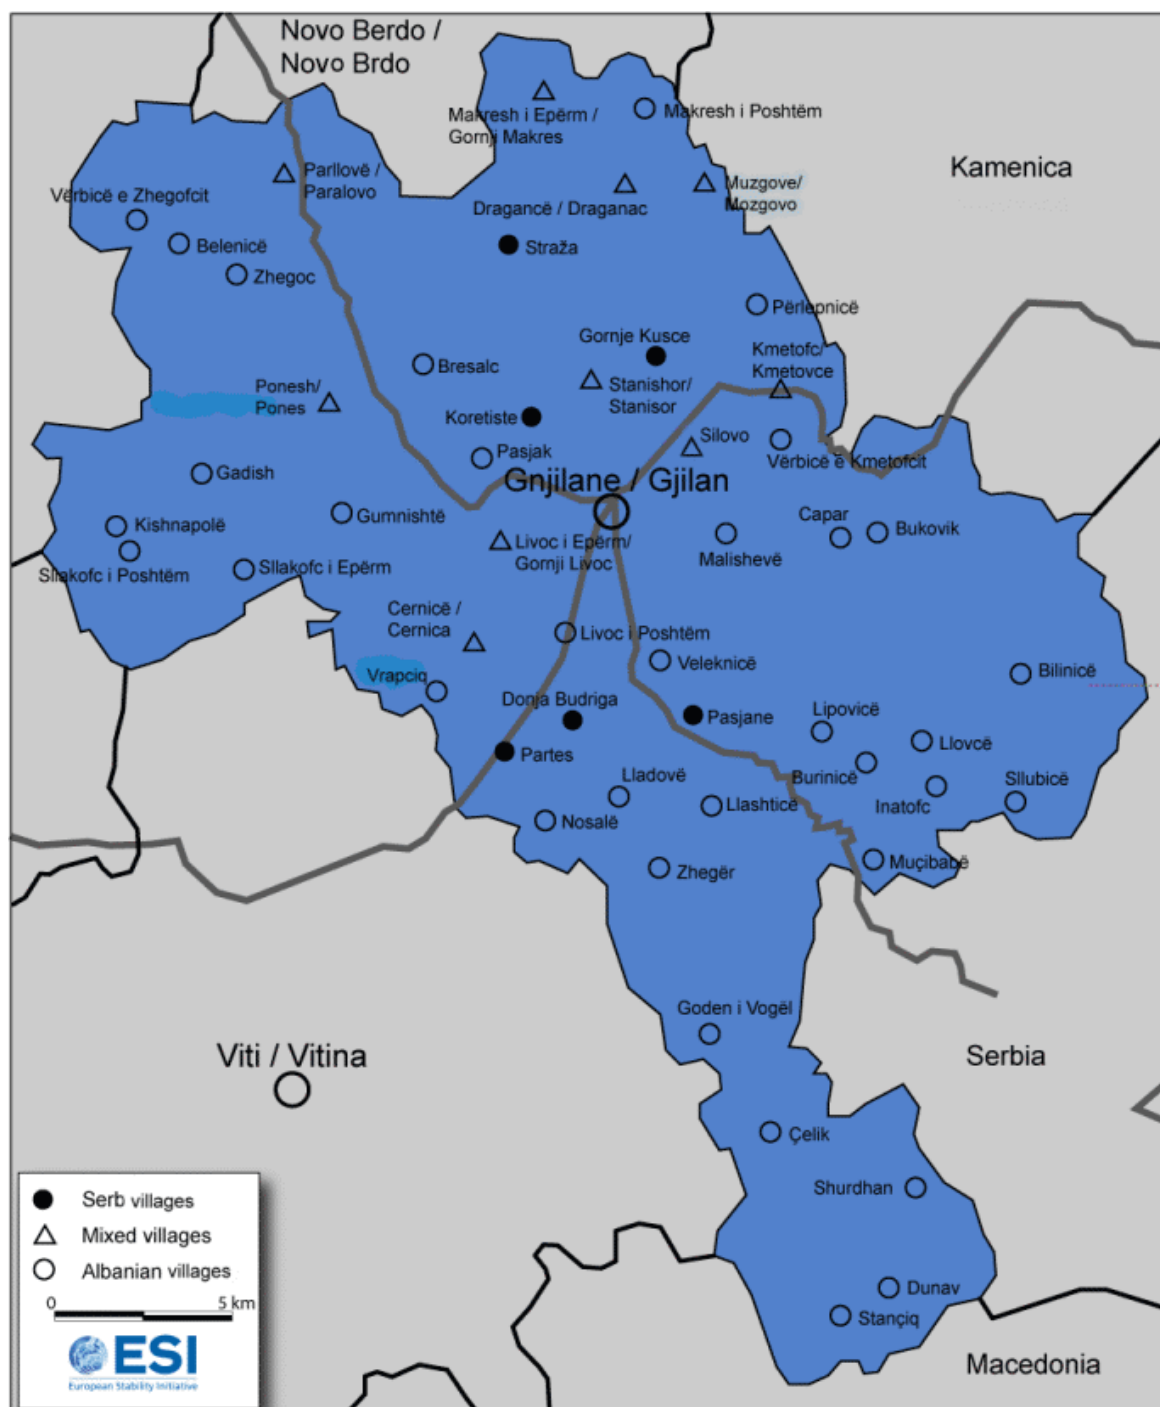 Novo Berdo /
Novo Brdo
Makresh i Epërm /
Gornji Makres
Makresh i Poshtëm
Kamenica
Parllovë /
Paralovo
Muzgove/
Mozgovo
Vërbicë e Zhegofcit
Dragancë / Draganac
Belenicë
Straža
Zhegoc
Përlepnicë
Gornje Kusce
Kmetofc/
Kmetovce
Bresalc
Ponesh/
Pones
Stanishor/
Stanisor
Koretiste
Silovo
Pasjak
Vërbicë e Kmetofcit
Gadish
Gnjilane / Gjilan
Gumnishtë
Capar
Bukovik
Kishnapolë
Livoc i Epërm/
Gornji Livoc
Malishevë
Sllakofc i Poshtëm
Sllakofc i Epërm
Cernicë /
Cernica
Livoc i Poshtëm
Veleknicë
Vrapciq
Bilinicë
Donja Budriga
Pasjane
Lipovicë
Llovcë
Partes
Lladovë
Burinicë
Sllubicë
Llashticë
Inatofc
Nosalë
Zhegër
Muçibabë
Goden i Vogël
Viti / Vitina
Serbia
Çelik
Shurdhan
Serb villages
Mixed villages
Albanian villages
0 5 km
Dunav
Stançiq
ESI
European Stability Initiative
Macedonia